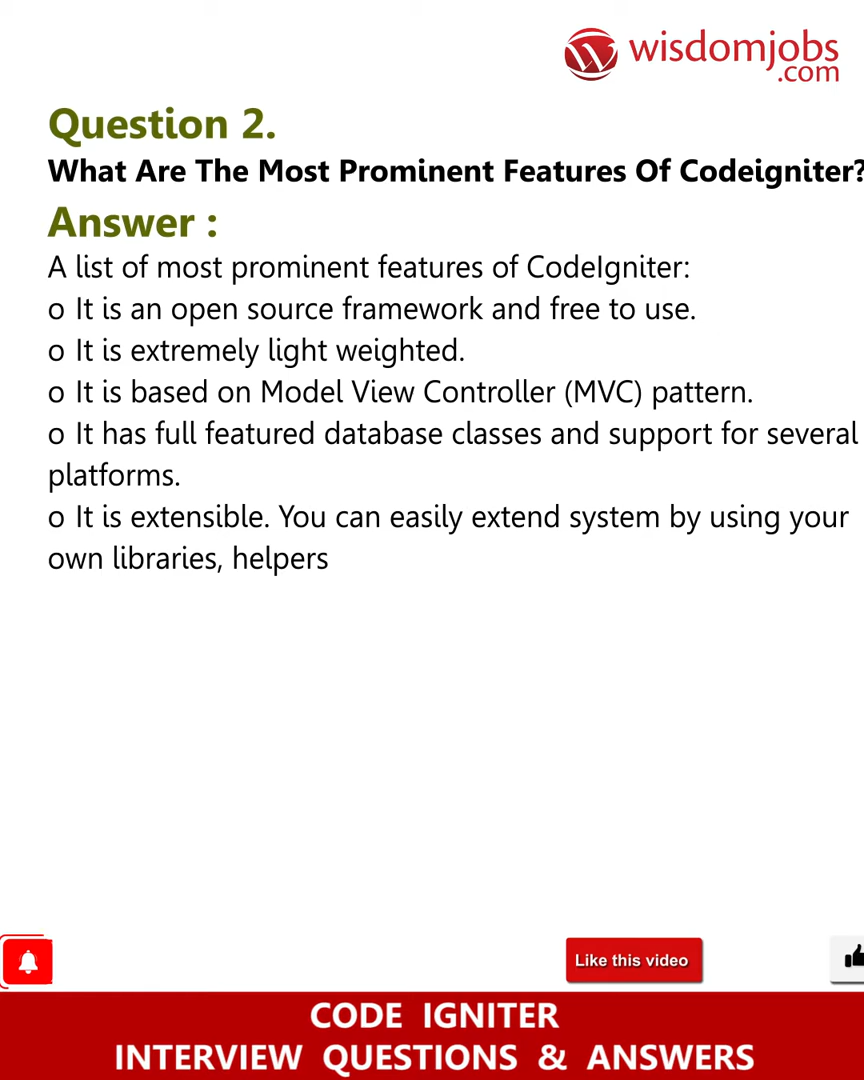 wisdomjobs
.com
Question 2.
What Are The Most Prominent Features Of Codeigniter?
Answer :
A list of most prominent features of CodeIgniter:
o It is an open source framework and free to use.
o It is extremely light weighted.
o It is based on Model View Controller (MVC) pattern.
o It has full featured database classes and support for several
platforms.
o It is extensible. You can easily extend system by using your
own libraries, helpers
Like this video
CODE IGNITER
INTERVIEW QUESTIONS & ANSWERS